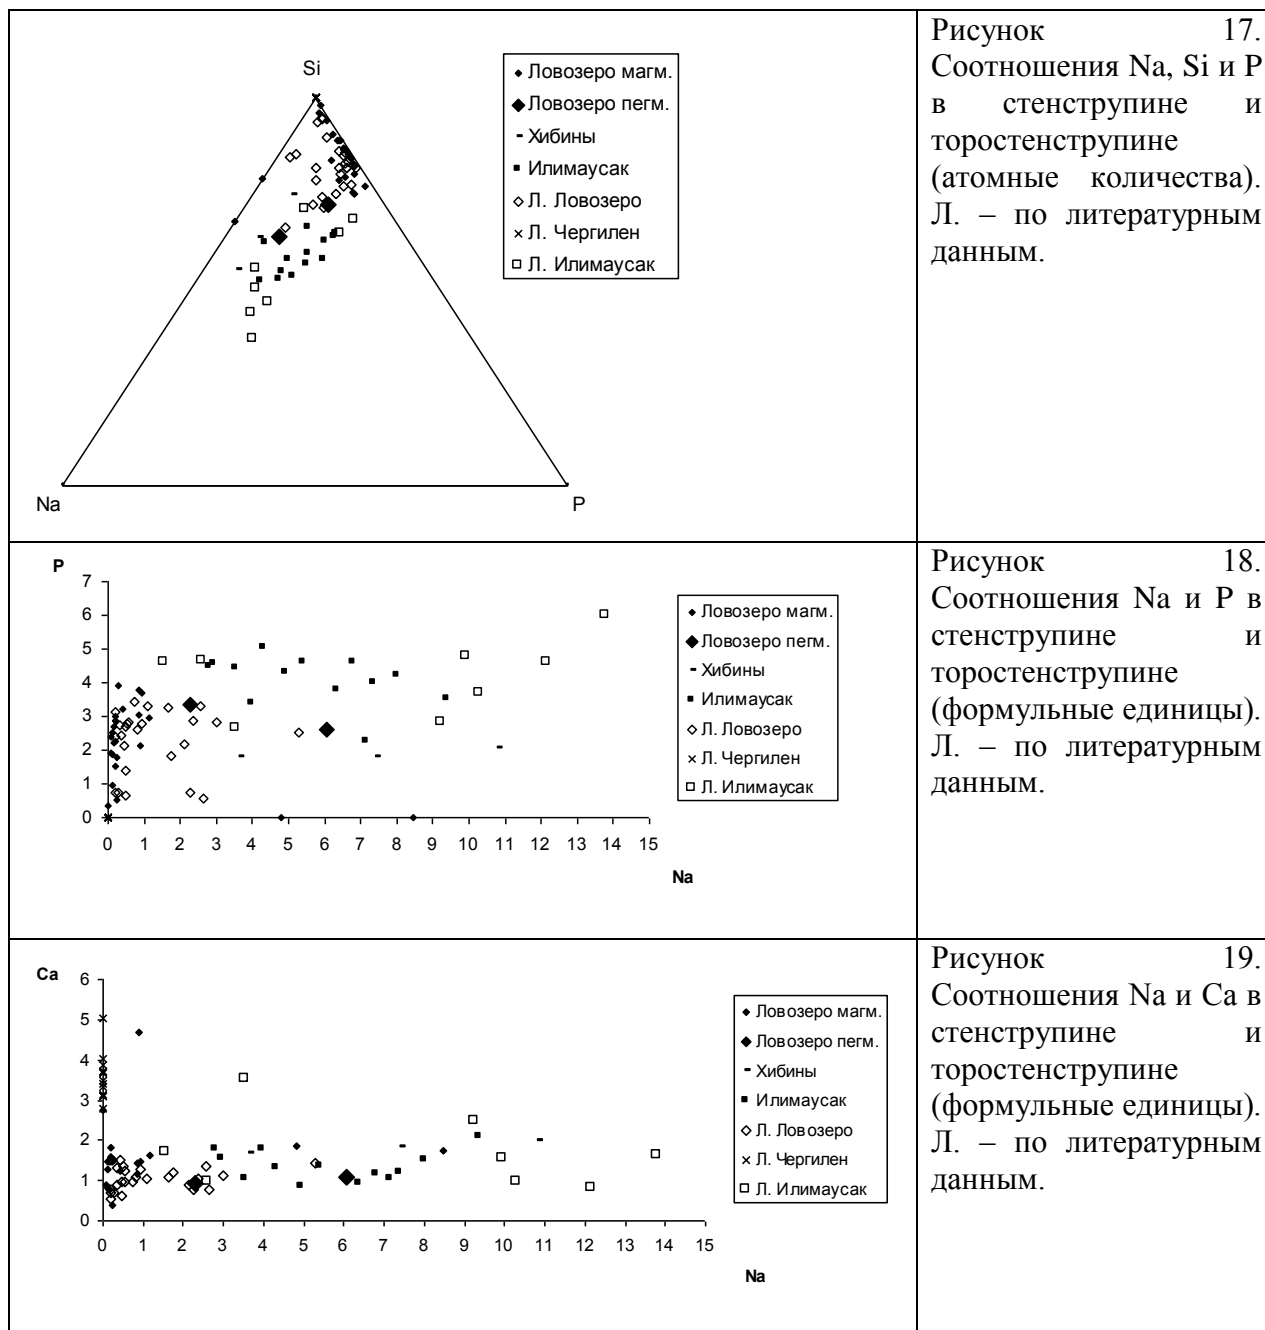 Si
Na
P
Ловозеро магм.
Ловозеро пегм.
Хибины
Илимаусак
Л. Ловозеро
Л. Чергилен
Л. Илимаусак
Рисунок 17.
Соотношения Na, Si и P
в стенструпине и
торостенструпине
(атомные количества).
Л. – по литературным
данным.
P
7
6
5
4
3
2
1
0
0 1 2 3 4 5 6 7 8 9 10 11 12 13 14 15
Na
Ловозеро магм.
Ловозеро пегм.
Хибины
Илимаусак
Л. Ловозеро
Л. Чергилен
Л. Илимаусак
Рисунок 18.
Соотношения Na и P в
стенструпине и
торостенструпине
(формульные единицы).
Л. – по литературным
данным.
Ca
6
5
4
3
2
1
0
0 1 2 3 4 5 6 7 8 9 10 11 12 13 14 15
Na
Ловозеро магм.
Ловозеро пегм.
Хибины
Илимаусак
Л. Ловозеро
Л. Чергилен
Л. Илимаусак
Рисунок 19.
Соотношения Na и Ca в
стенструпине и
торостенструпине
(формульные единицы).
Л. – по литературным
данным.